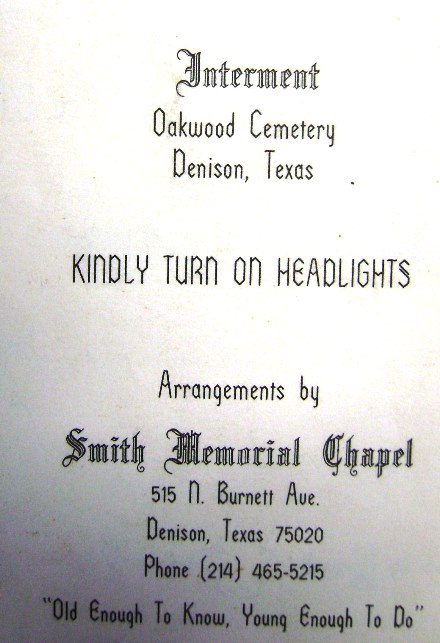 Interment
Oakwood Cemetery
Denison, Texas
KINDLY TURN ON HEADLIGHTS
Arrangements by
Smith Memorial Chapel
515 N. Burnett Ave.
Denison, Texas 75020
Phone (214) 465-5215
"Old Enough To Know, Young Enough To Do"